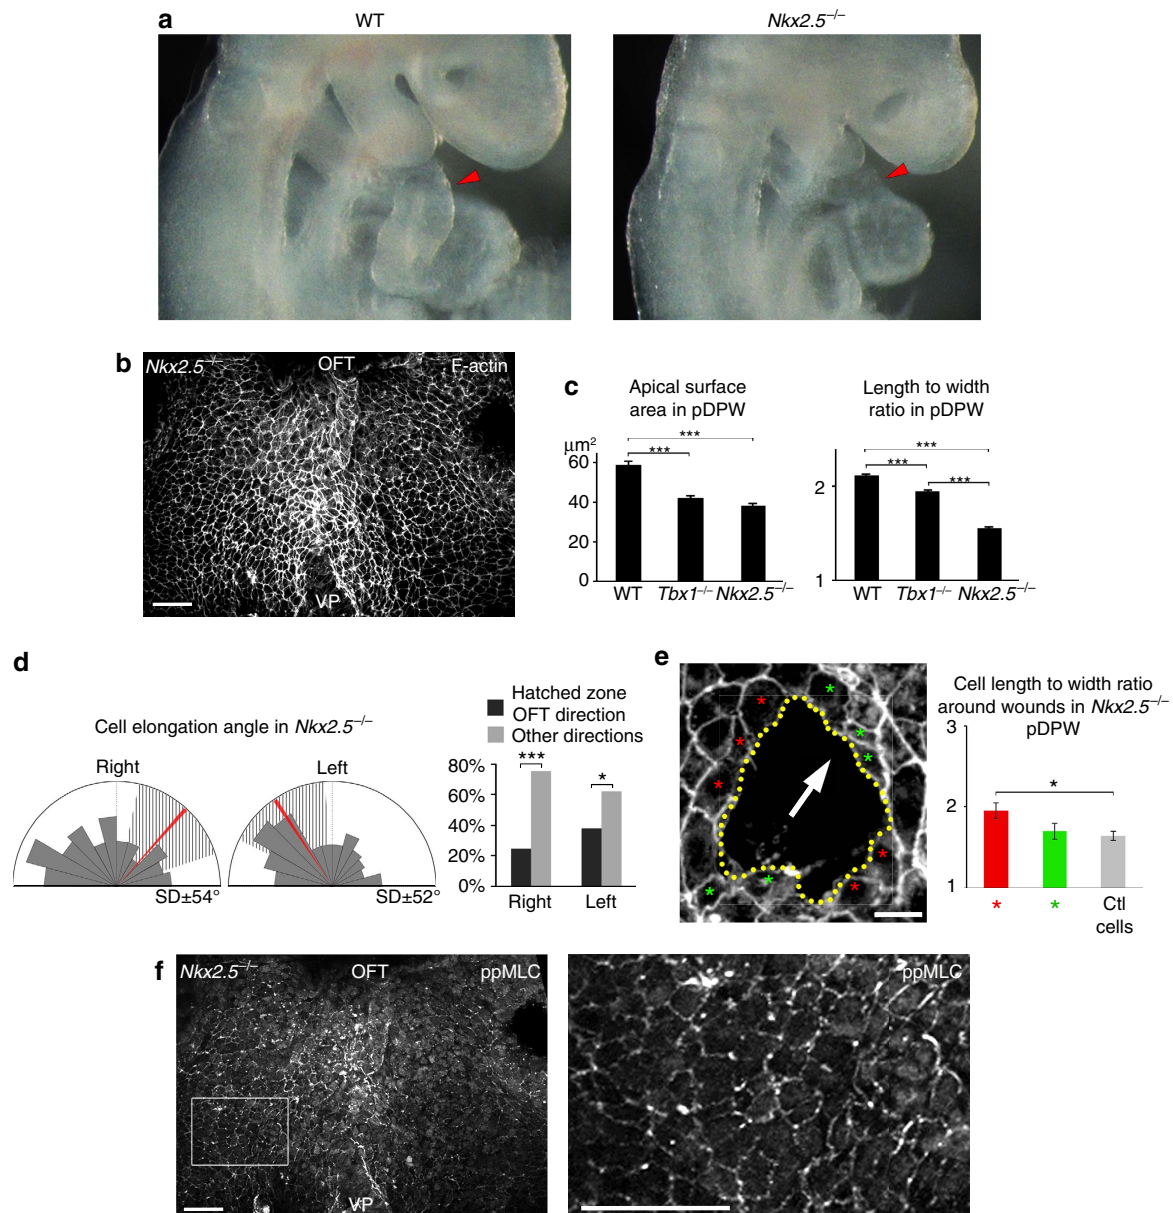 a
WT
Nkx2.5−/−
b
Nkx2.5−/−
OFT
F-actin
VP
c
Apical surface
area in pDPW
μm²
***
***
60
40
20
0
WT
Tbx1−/−
Nkx2.5−/−
Length to width
ratio in pDPW
***
***
***
2
1
WT
Tbx1−/−
Nkx2.5−/−
d
Cell elongation angle in Nkx2.5−/−
Right
Left
SD±54°
SD±52°
Hatched zone
OFT direction
Other directions
80%
60%
40%
20%
0%
***
*
Right
Left
e
* * * * * * * * *
Cell length to width ratio
around wounds in Nkx2.5−/−
pDPW
3
2
1
*
*
*
Ctl
cells
f
Nkx2.5−/−
OFT
ppMLC
VP
ppMLC